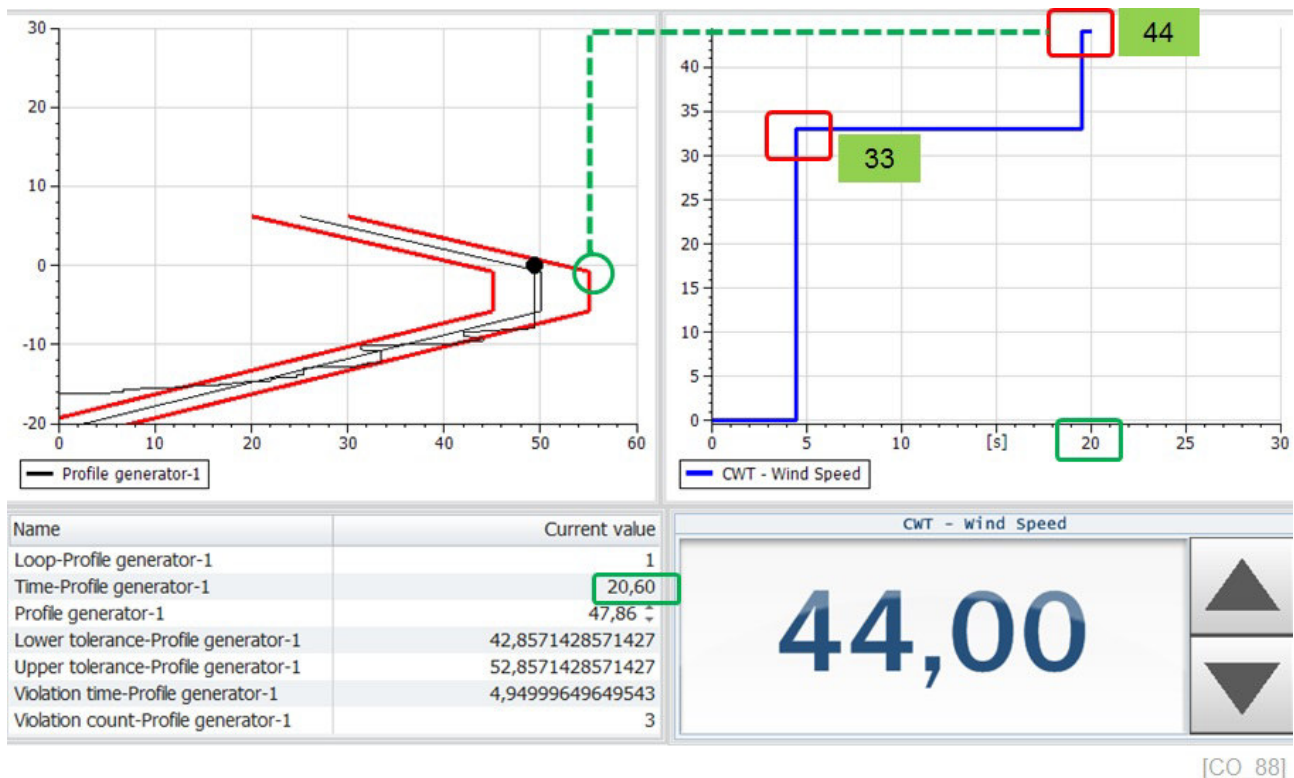 30
20
10
0
-10
-20
0 10 20 30 40 50 60
Profile generator-1
44
33
40
35
30
25
20
15
10
5
0
0 5 10 [s] 20 25 30
CWT - Wind Speed
Name Current value
Loop-Profile generator-1 1
Time-Profile generator-1 20,60
Profile generator-1 47,86
Lower tolerance-Profile generator-1 42,8571428571427
Upper tolerance-Profile generator-1 52,8571428571427
Violation time-Profile generator-1 4,94999649649543
Violation count-Profile generator-1 3
CWT - Wind Speed
44,00
[CO_88]